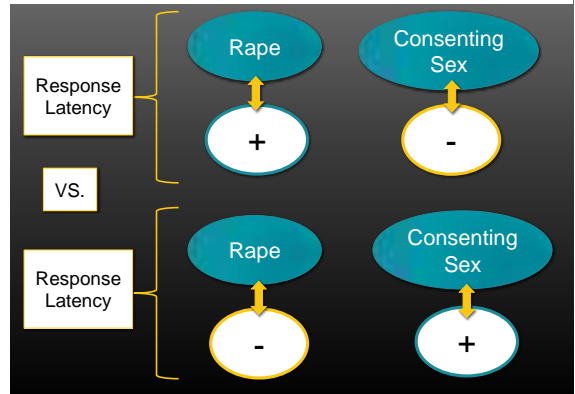 Rape
Consenting
Sex
Response
Latency
+
-
VS.
Rape
Consenting
Sex
Response
Latency
-
+